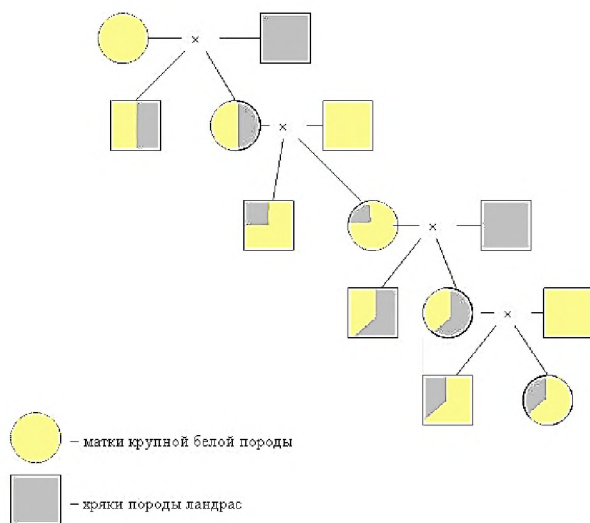 – матки крупной белой породы
– хряки породы ландрас